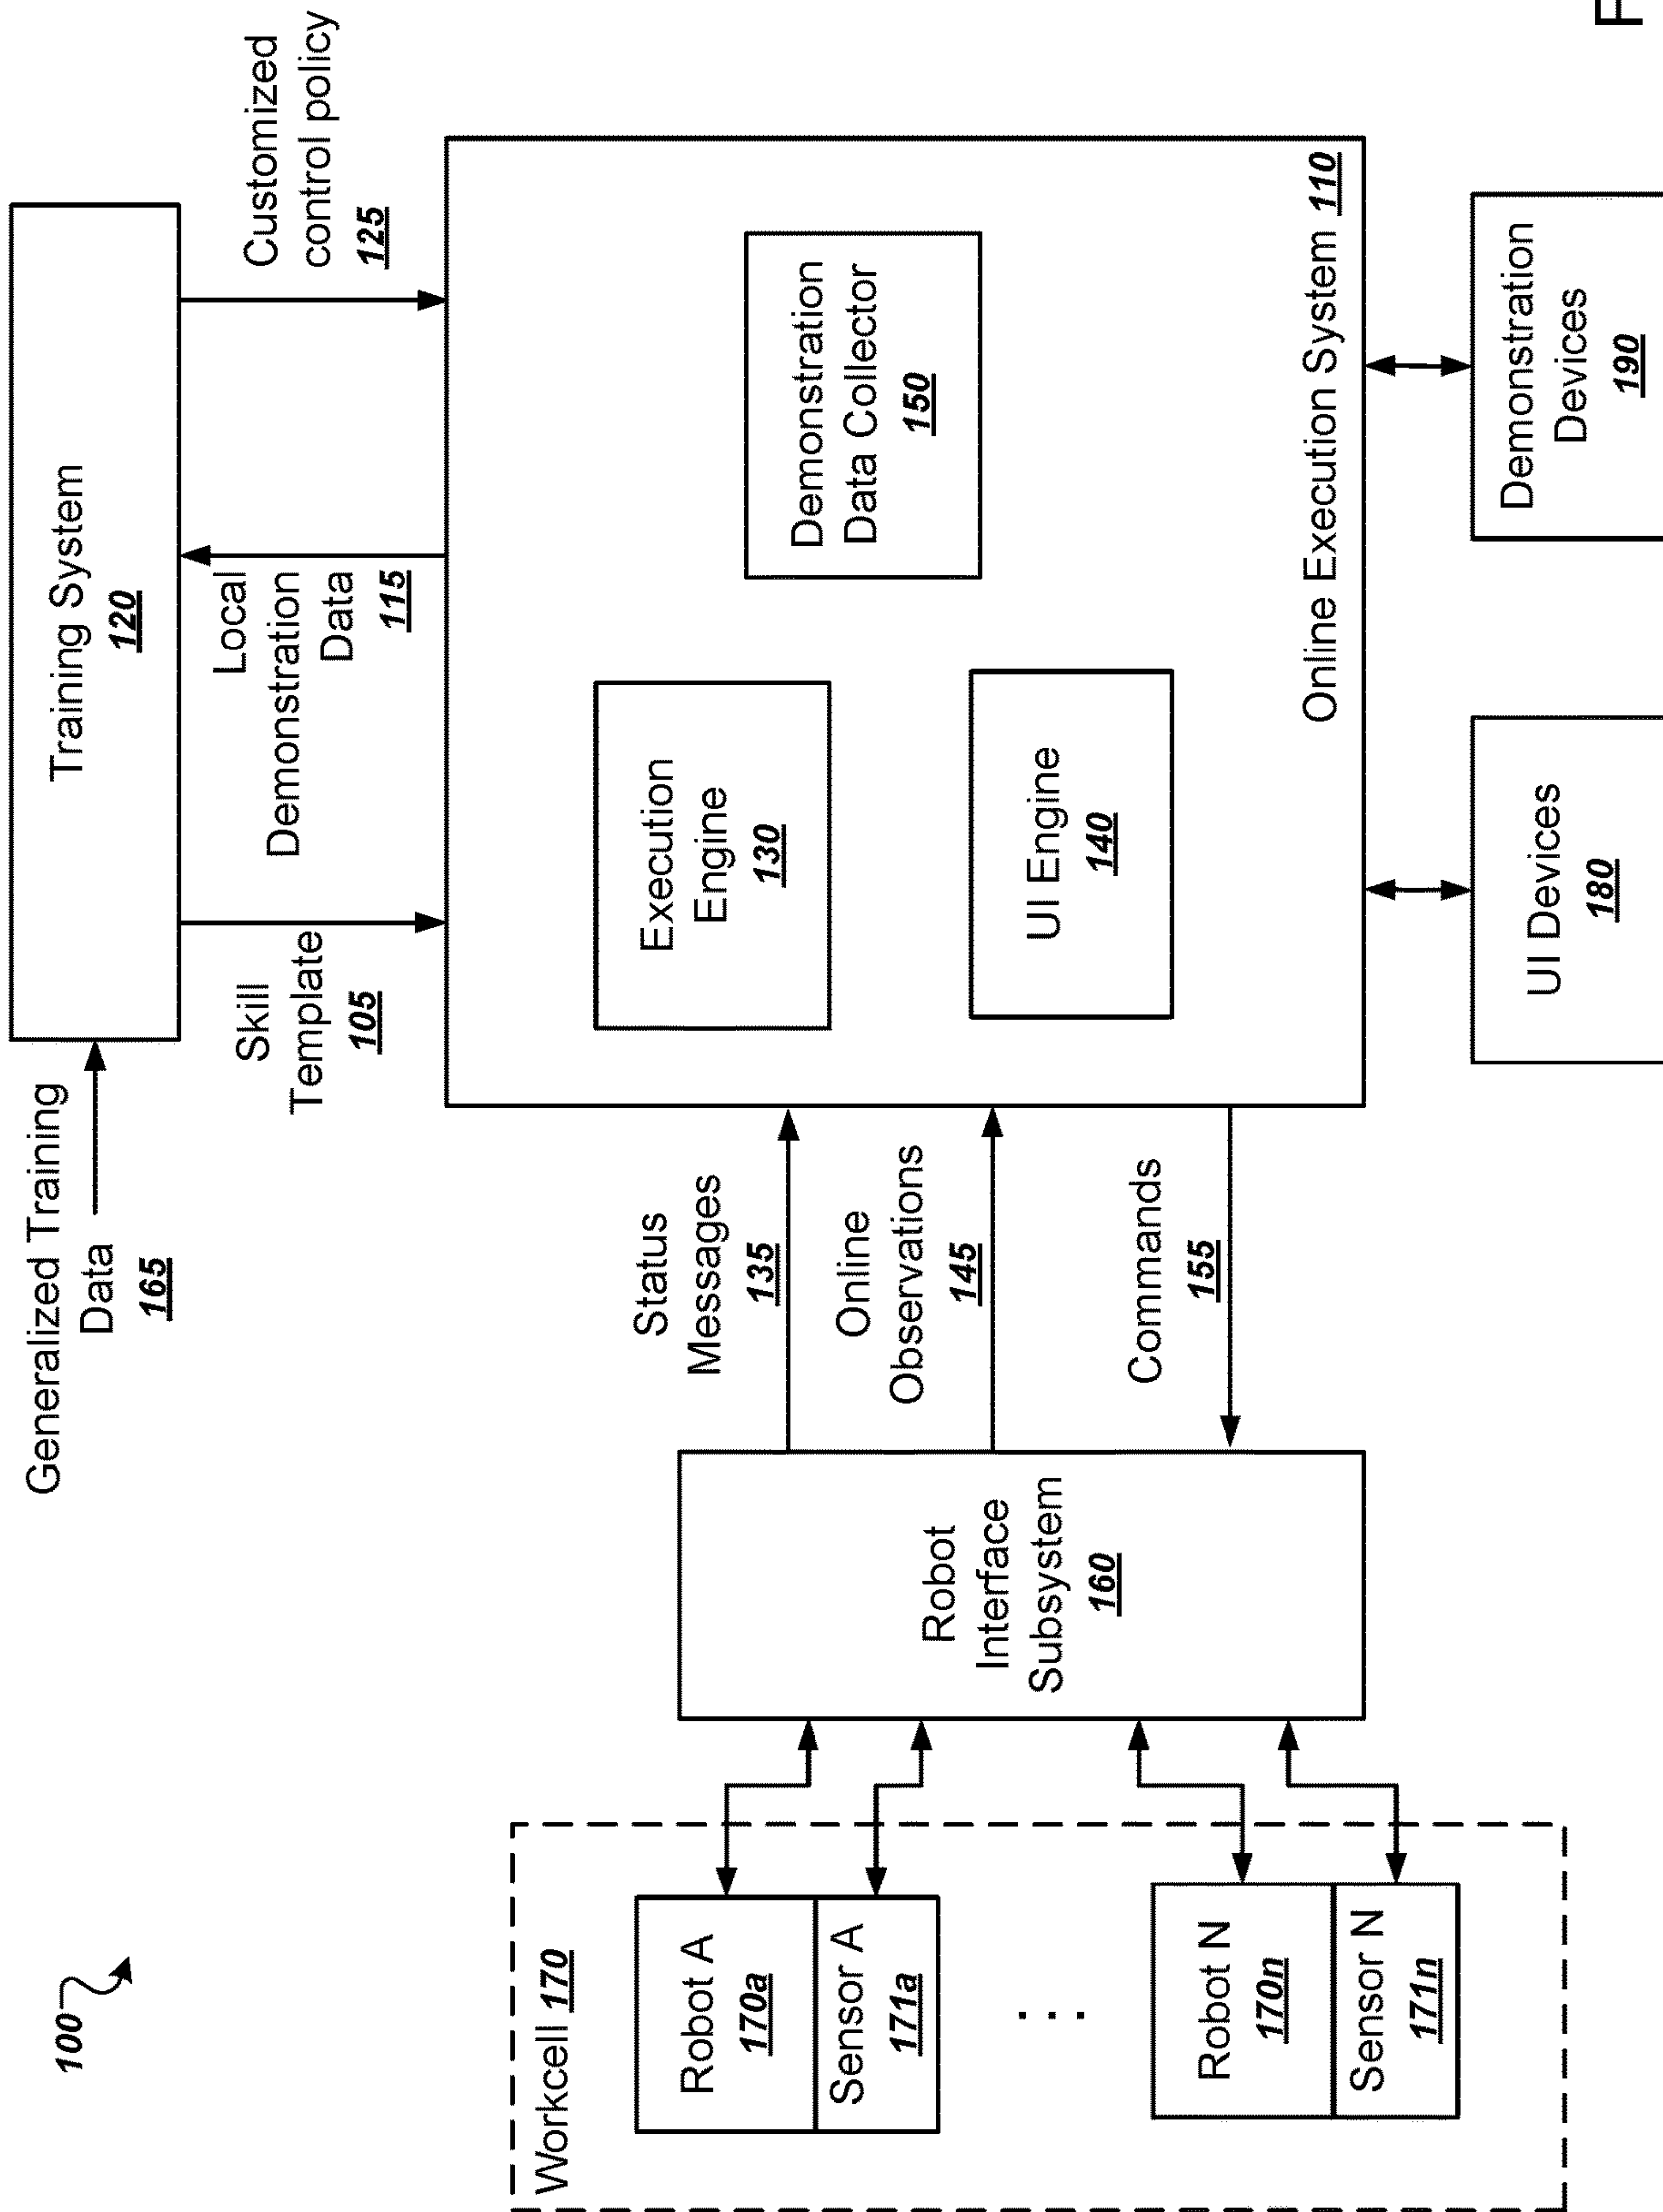 100
Generalized Training
Data
165
Training System
120
Skill
Template
105
Local
Demonstration
Data
115
Customized
control policy
125
Workcell 170
Robot A
170a
Sensor A
171a
. . .
Robot N
170n
Sensor N
171n
Robot
Interface
Subsystem
160
Status
Messages
135
Online
Observations
145
Commands
155
Execution
Engine
130
Demonstration
Data Collector
150
UI Engine
140
Online Execution System 110
UI Devices
180
Demonstration
Devices
190
F